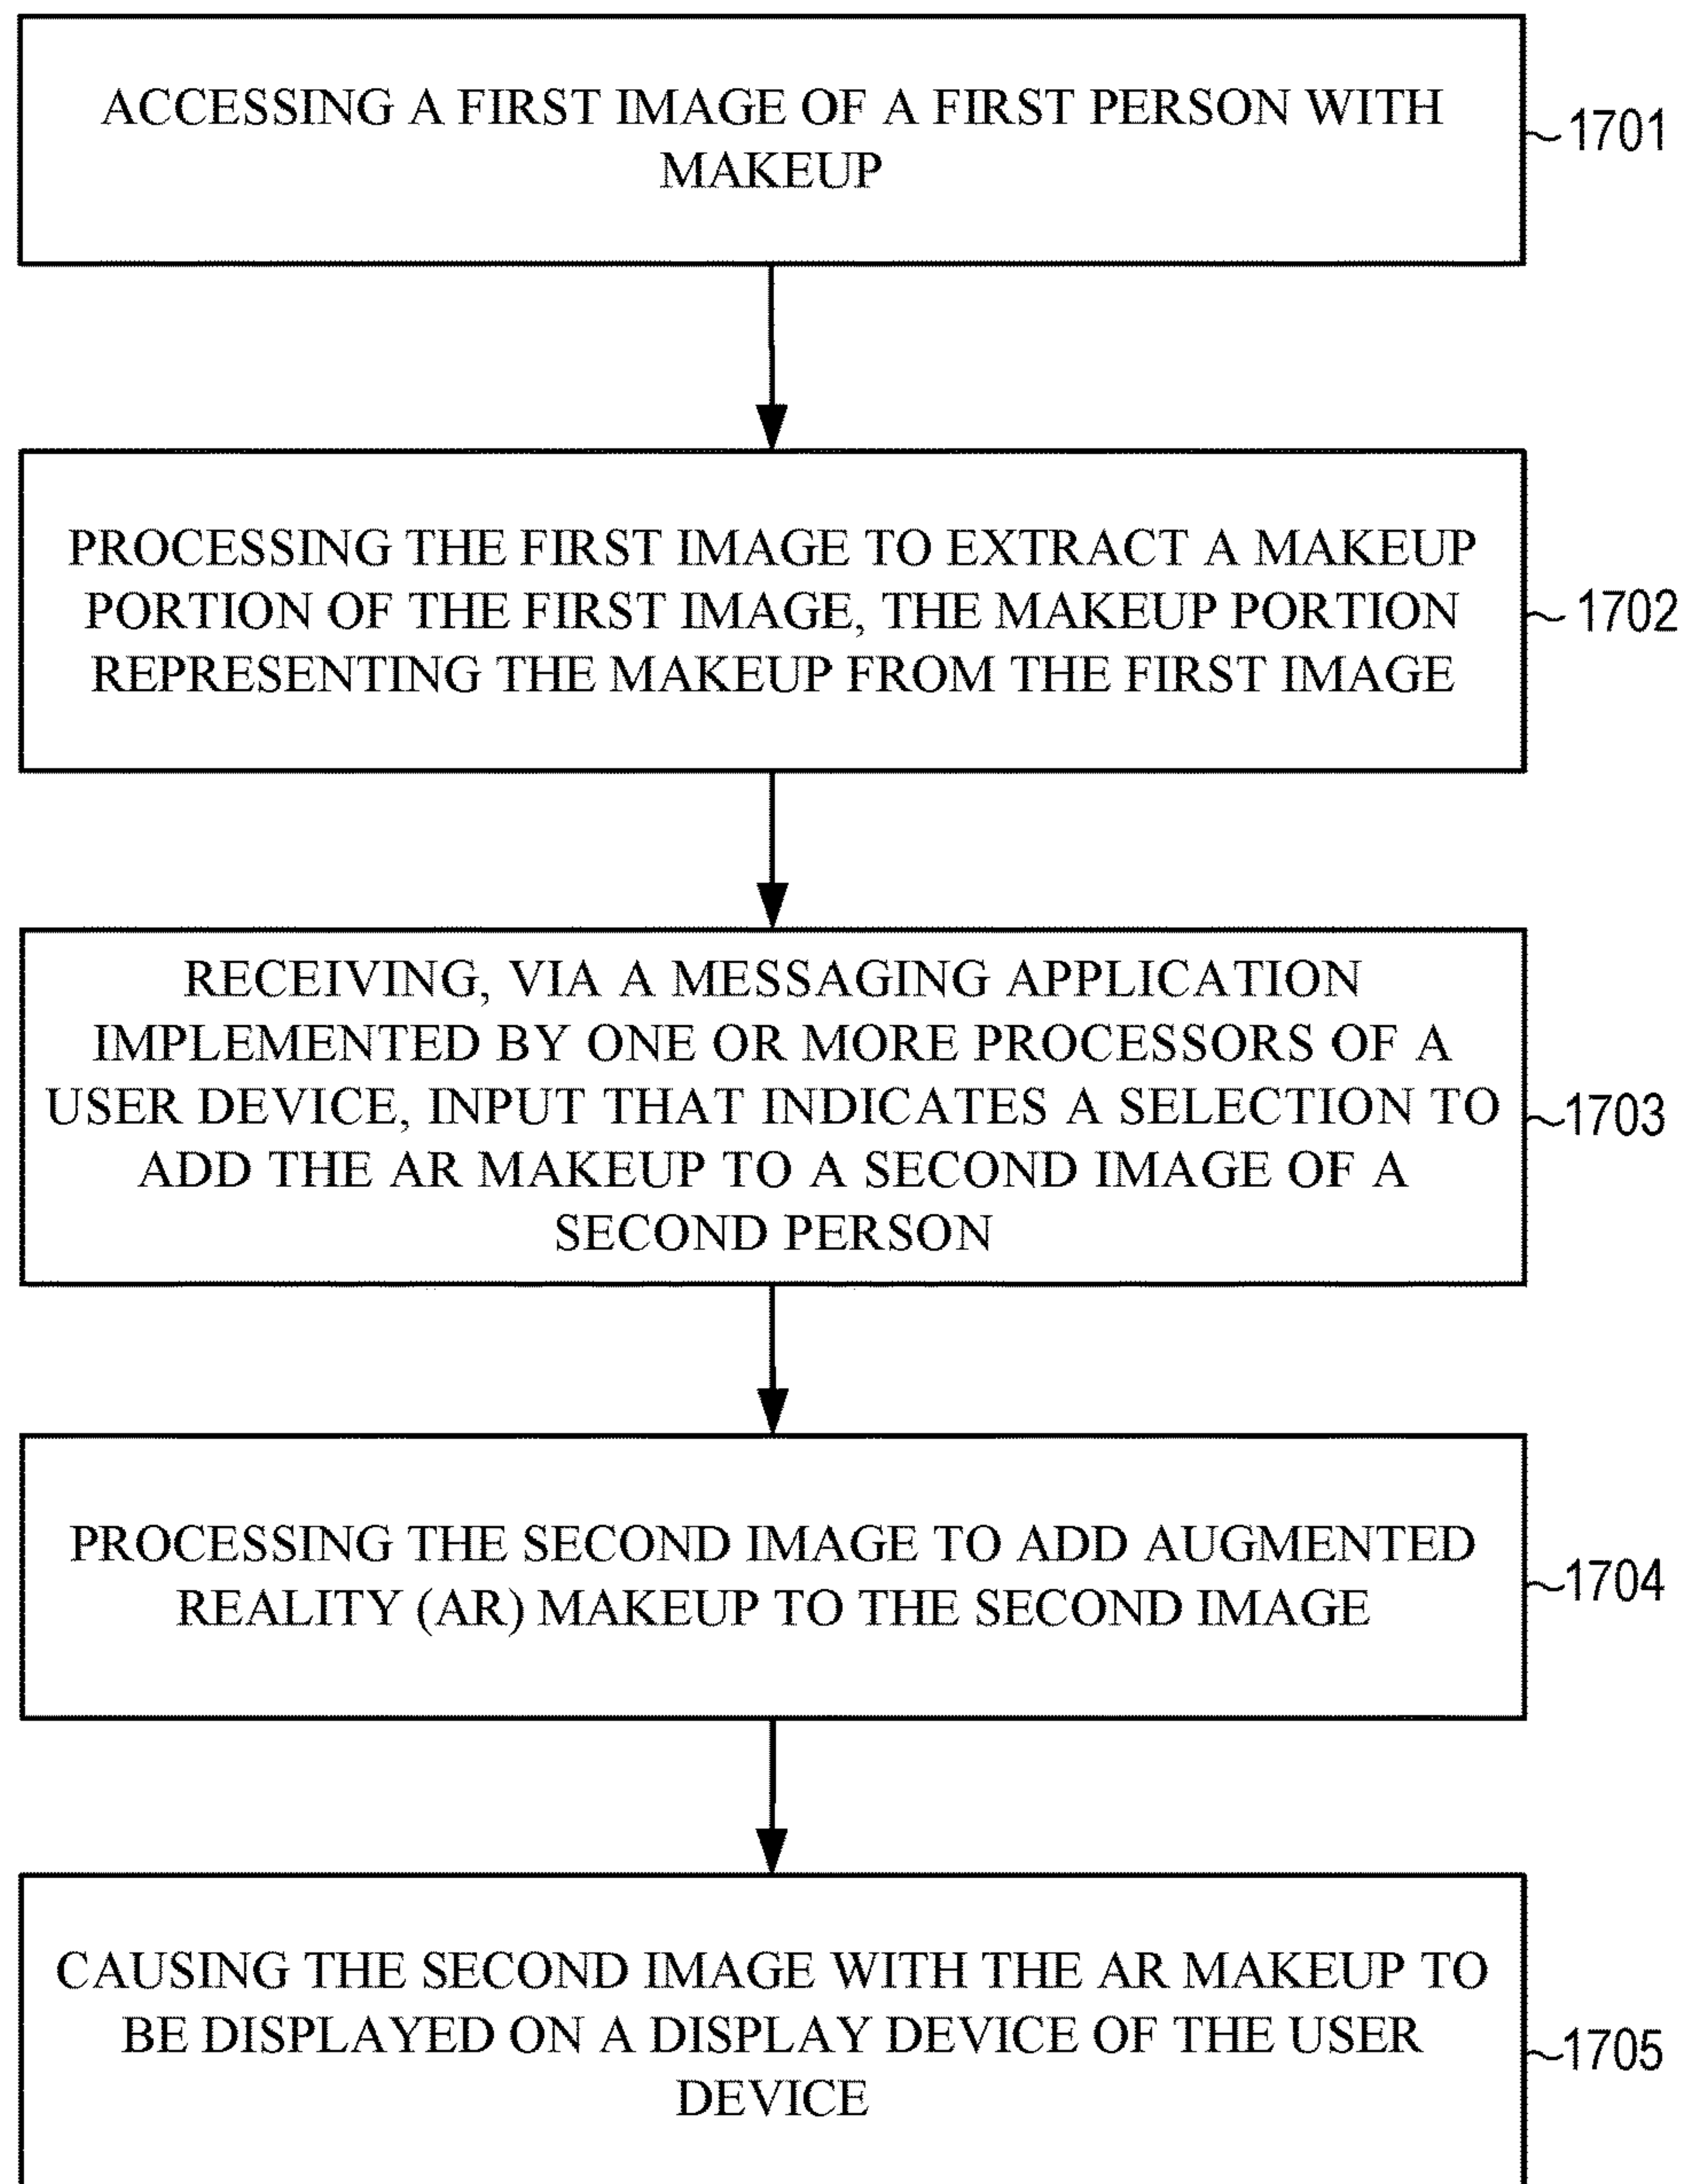 ACCESSING A FIRST IMAGE OF A FIRST PERSON WITH
MAKEUP
1701
PROCESSING THE FIRST IMAGE TO EXTRACT A MAKEUP
PORTION OF THE FIRST IMAGE, THE MAKEUP PORTION
REPRESENTING THE MAKEUP FROM THE FIRST IMAGE
1702
RECEIVING, VIA A MESSAGING APPLICATION
IMPLEMENTED BY ONE OR MORE PROCESSORS OF A
USER DEVICE, INPUT THAT INDICATES A SELECTION TO
ADD THE AR MAKEUP TO A SECOND IMAGE OF A
SECOND PERSON
1703
PROCESSING THE SECOND IMAGE TO ADD AUGMENTED
REALITY (AR) MAKEUP TO THE SECOND IMAGE
1704
CAUSING THE SECOND IMAGE WITH THE AR MAKEUP TO
BE DISPLAYED ON A DISPLAY DEVICE OF THE USER
DEVICE
1705